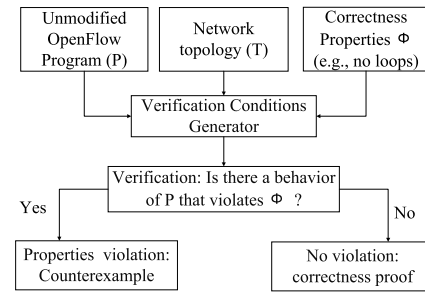 Unmodified
OpenFlow
Program (P)
Network
topology (T)
Correctness
Properties Φ
(e.g., no loops)
Verification Conditions
Generator
Verification: Is there a behavior
of P that violates Φ ?
Yes
No
Properties violation:
Counterexample
No violation:
correctness proof